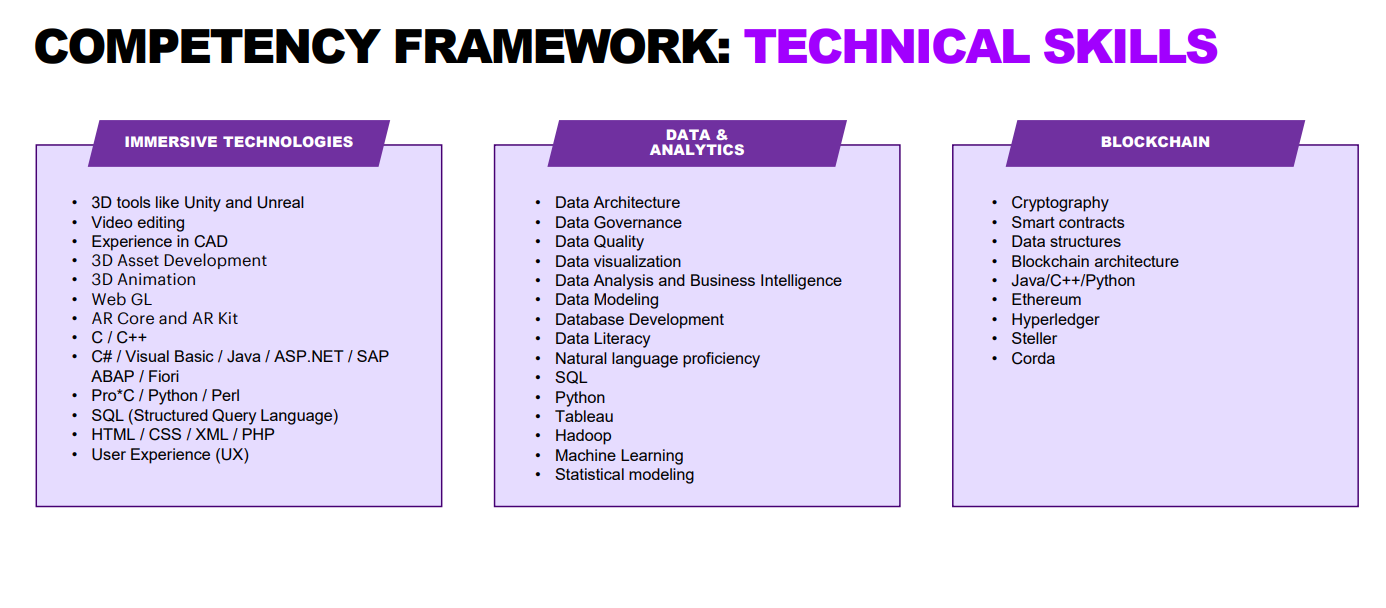 COMPETENCY FRAMEWORK: TECHNICAL SKILLS
IMMERSIVE TECHNOLOGIES
• 3D tools like Unity and Unreal
• Video editing
• Experience in CAD
• 3D Asset Development
• 3D Animation
• Web GL
• AR Core and AR Kit
• C / C++
• C# / Visual Basic / Java / ASP.NET / SAP
ABAP / Fiori
• Pro*C / Python / Perl
• SQL (Structured Query Language)
• HTML / CSS / XML / PHP
• User Experience (UX)
DATA &
ANALYTICS
• Data Architecture
• Data Governance
• Data Quality
• Data visualization
• Data Analysis and Business Intelligence
• Data Modeling
• Database Development
• Data Literacy
• Natural language proficiency
• SQL
• Python
• Tableau
• Hadoop
• Machine Learning
• Statistical modeling
BLOCKCHAIN
• Cryptography
• Smart contracts
• Data structures
• Blockchain architecture
• Java/C++/Python
• Ethereum
• Hyperledger
• Steller
• Corda